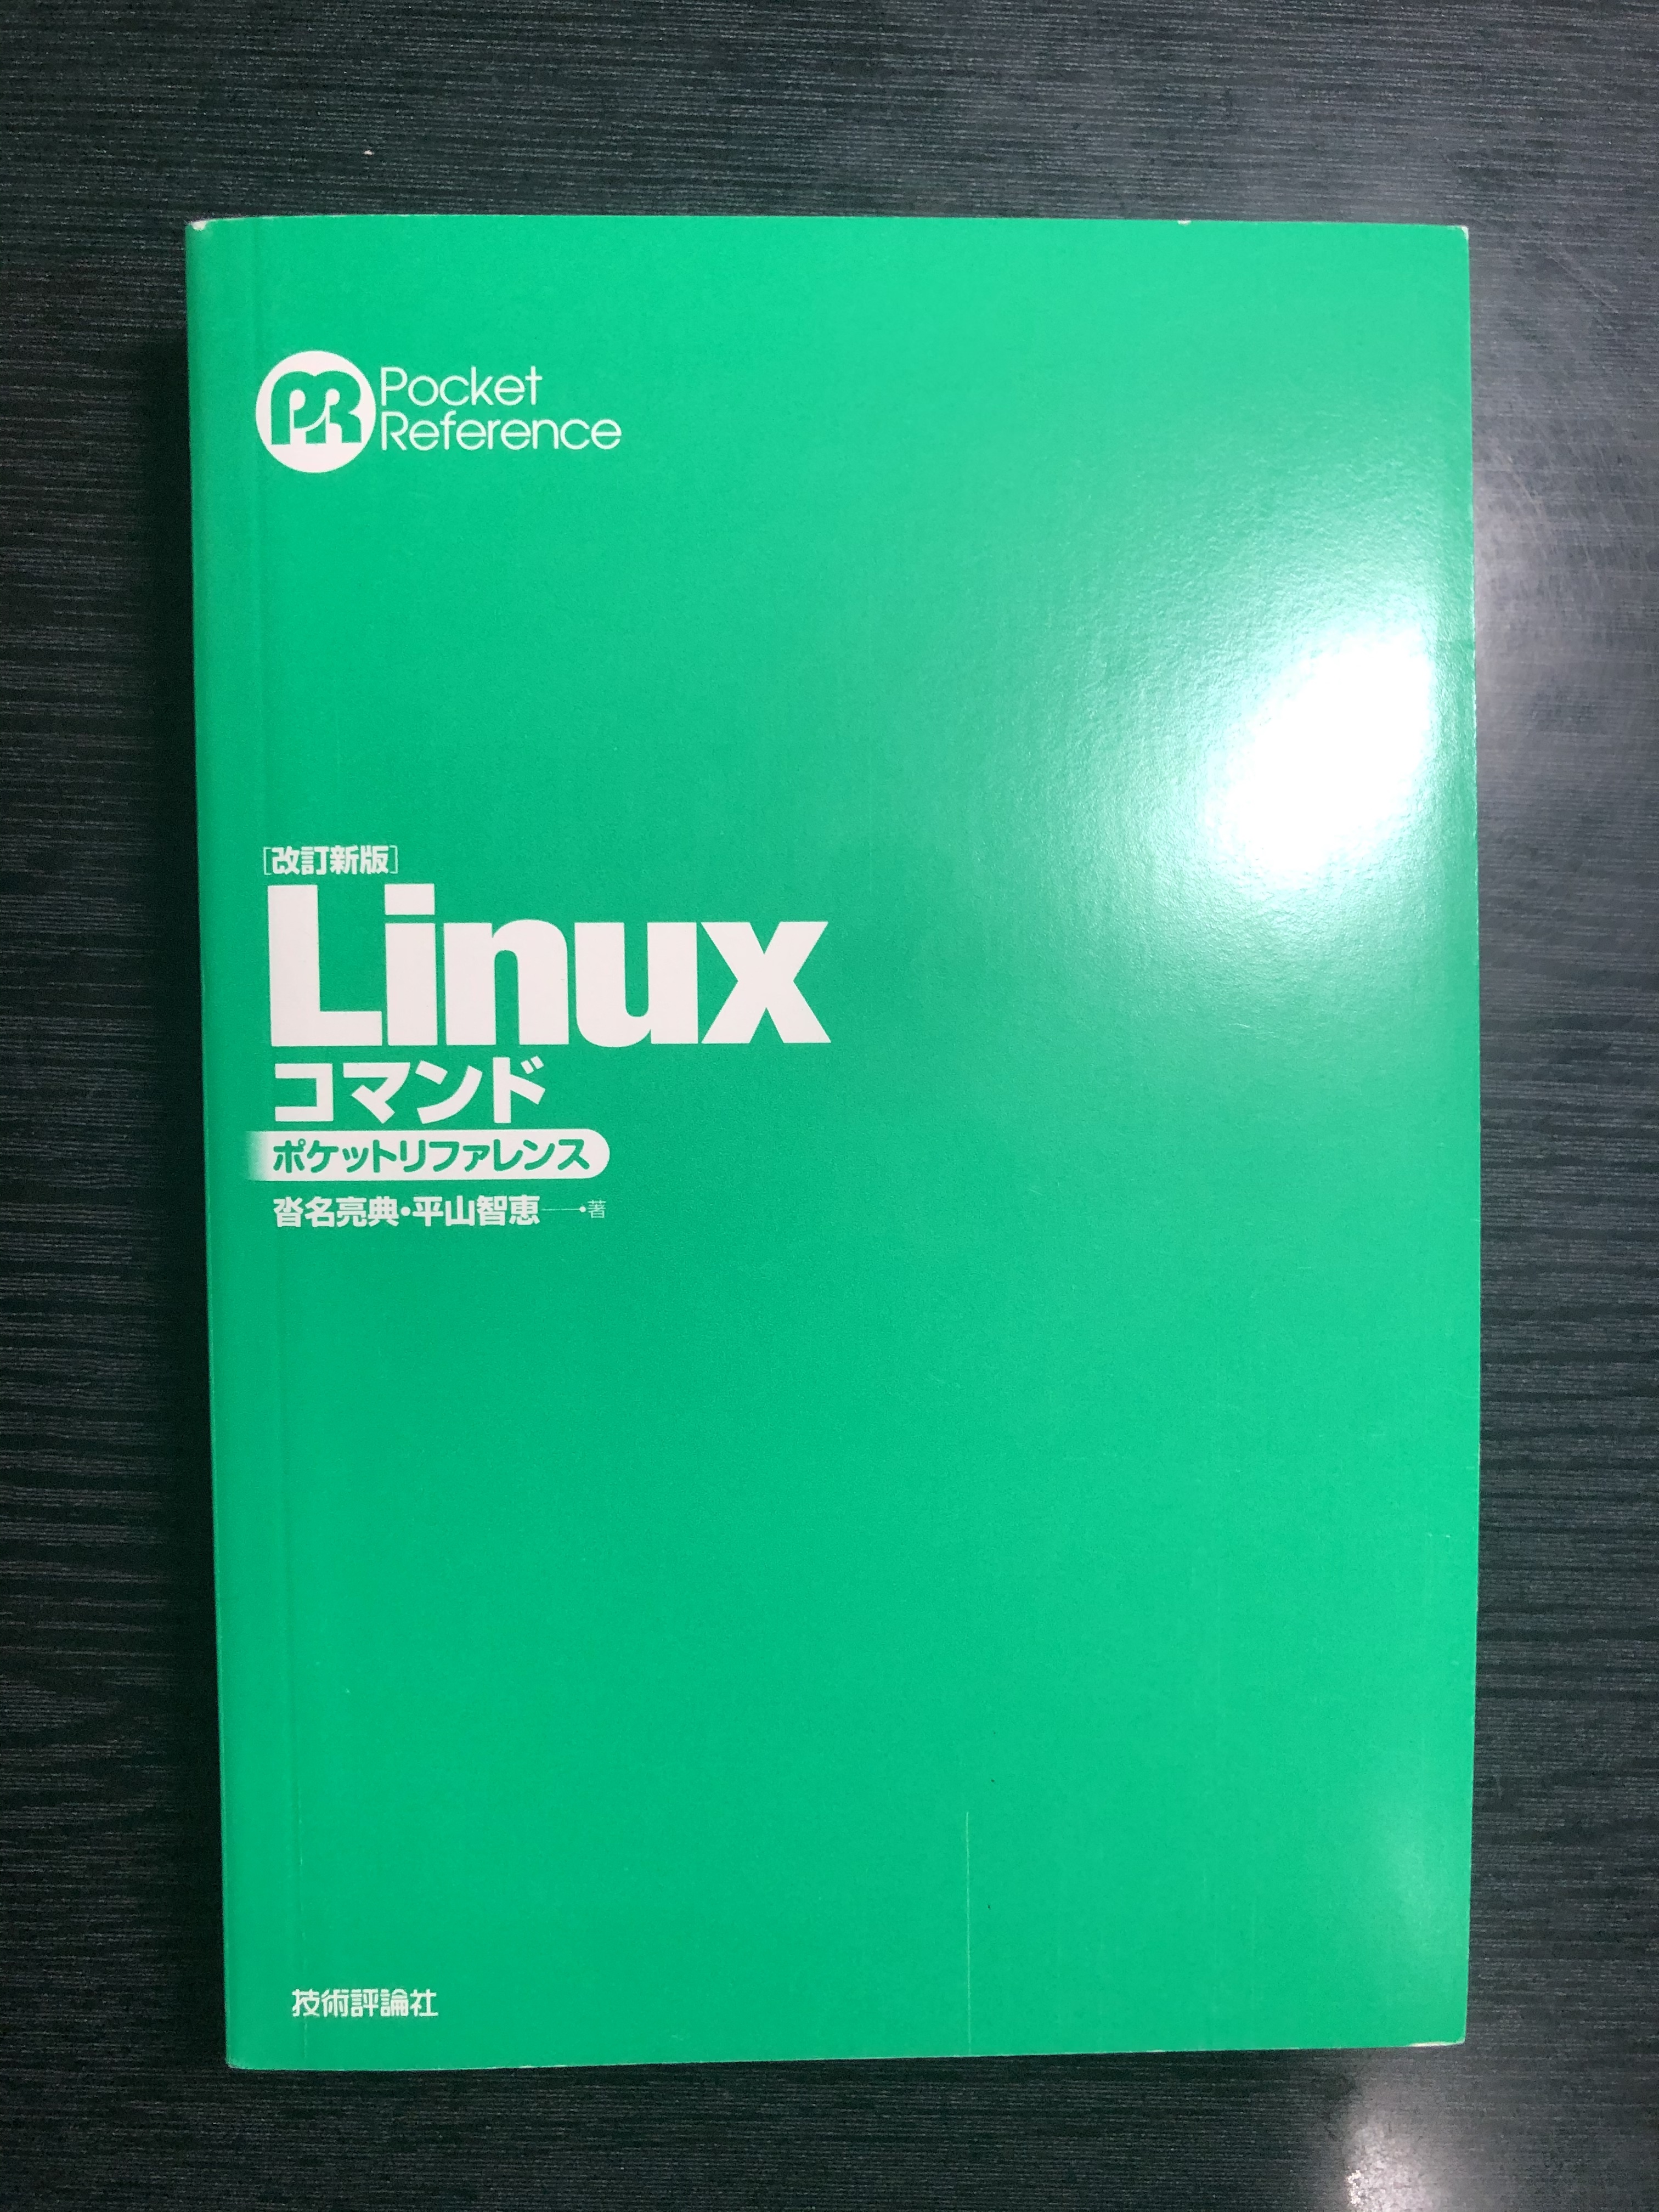 PR Pocket
Reference
[改訂新版]
Linux
コマンド
ポケットリファレンス
沓名亮典・平山智恵──•著
技術評論社